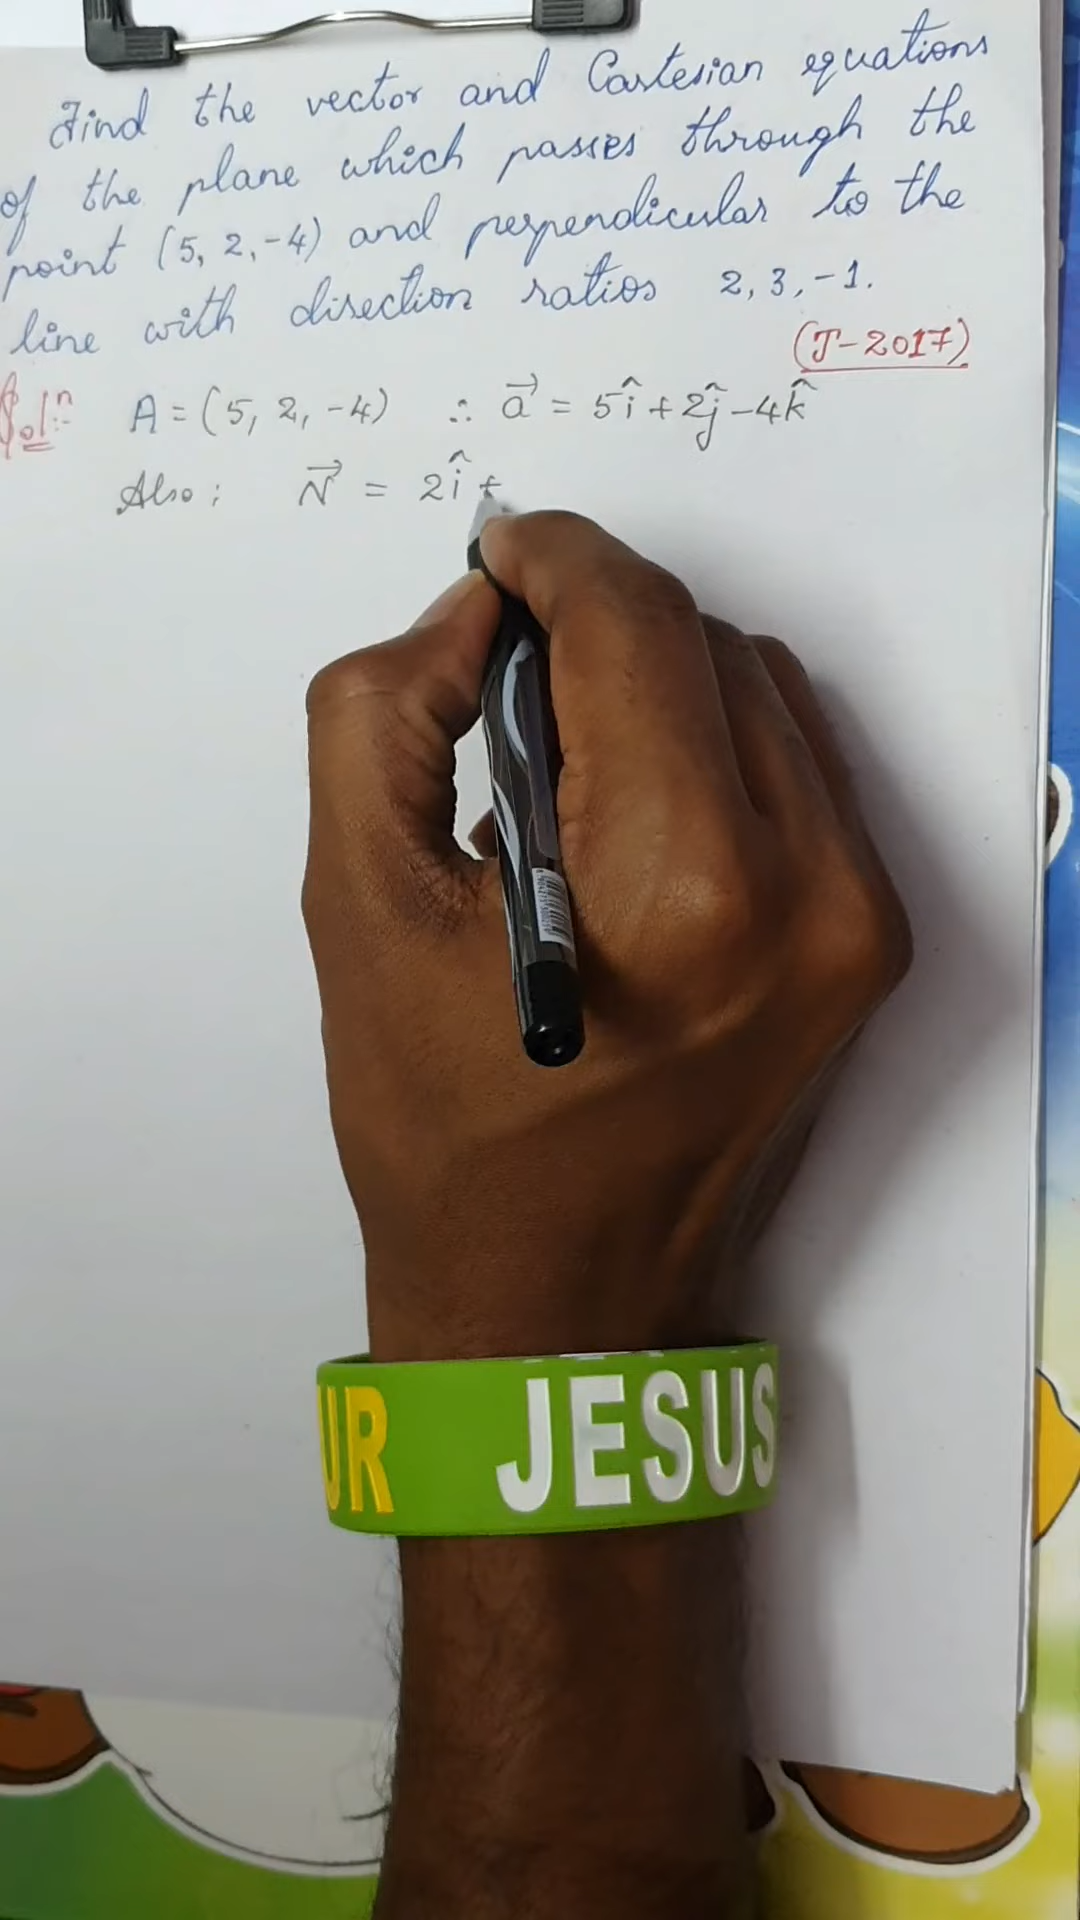 Find the vector and Cartesian equations
of the plane which passes through the
point (5, 2, -4) and perpendicular to the
line with direction ratios 2, 3, -1.
(J-2017)
Solⁿ:- A = (5, 2, -4) ∴ a⃗ = 5î + 2ĵ - 4k̂
Also; N⃗ = 2î +
UR JESUS